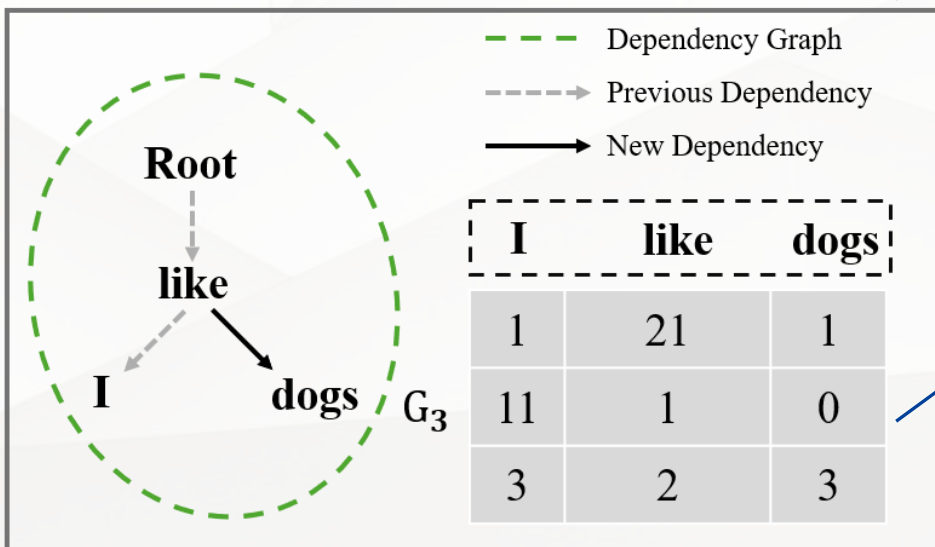 Dependency Graph
Previous Dependency
New Dependency
Root
like
I
dogs
G₃
I like dogs
1 21 1
11 1 0
3 2 3